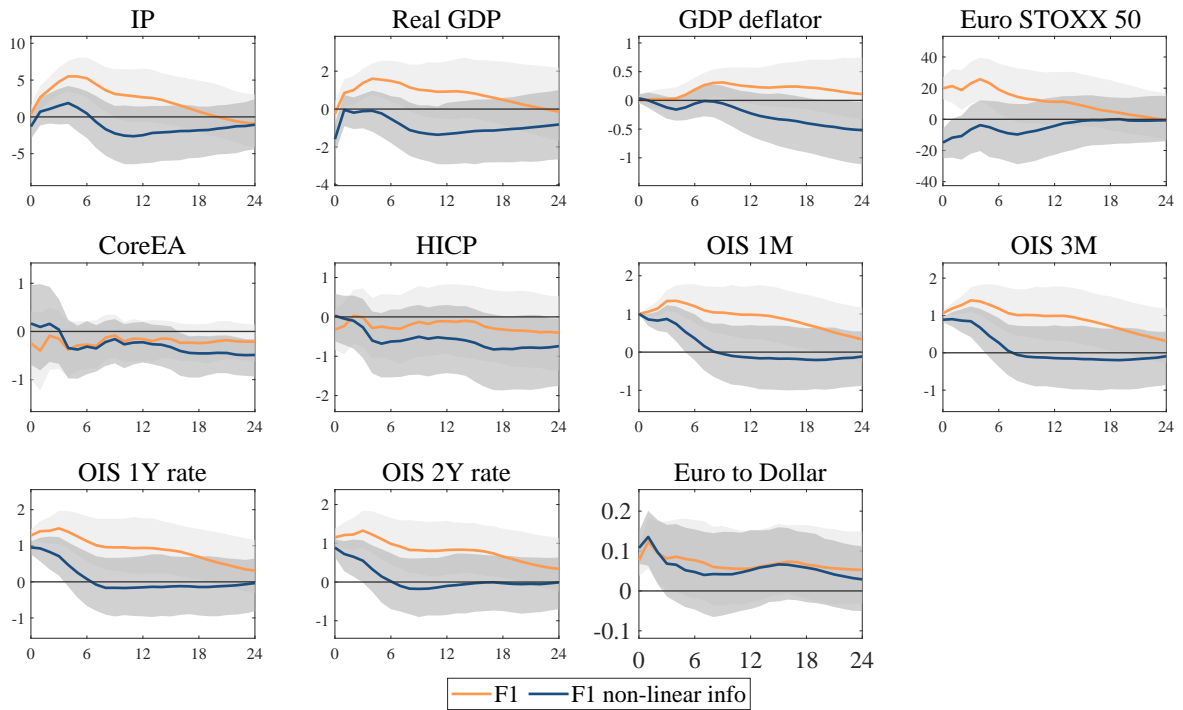 IP
10
5
0
-5
0 6 12 18 24
Real GDP
2
0
-2
-4
0 6 12 18 24
GDP deflator
1
0.5
0
-0.5
-1
0 6 12 18 24
Euro STOXX 50
40
20
0
-20
-40
0 6 12 18 24
CoreEA
1
0
-1
0 6 12 18 24
HICP
1
0
-1
-2
0 6 12 18 24
OIS 1M
2
1
0
-1
0 6 12 18 24
OIS 3M
2
1
0
-1
0 6 12 18 24
OIS 1Y rate
2
1
0
-1
0 6 12 18 24
OIS 2Y rate
2
1
0
-1
0 6 12 18 24
Euro to Dollar
0.2
0.1
0
-0.1
0 6 12 18 24
F1 F1 non-linear info